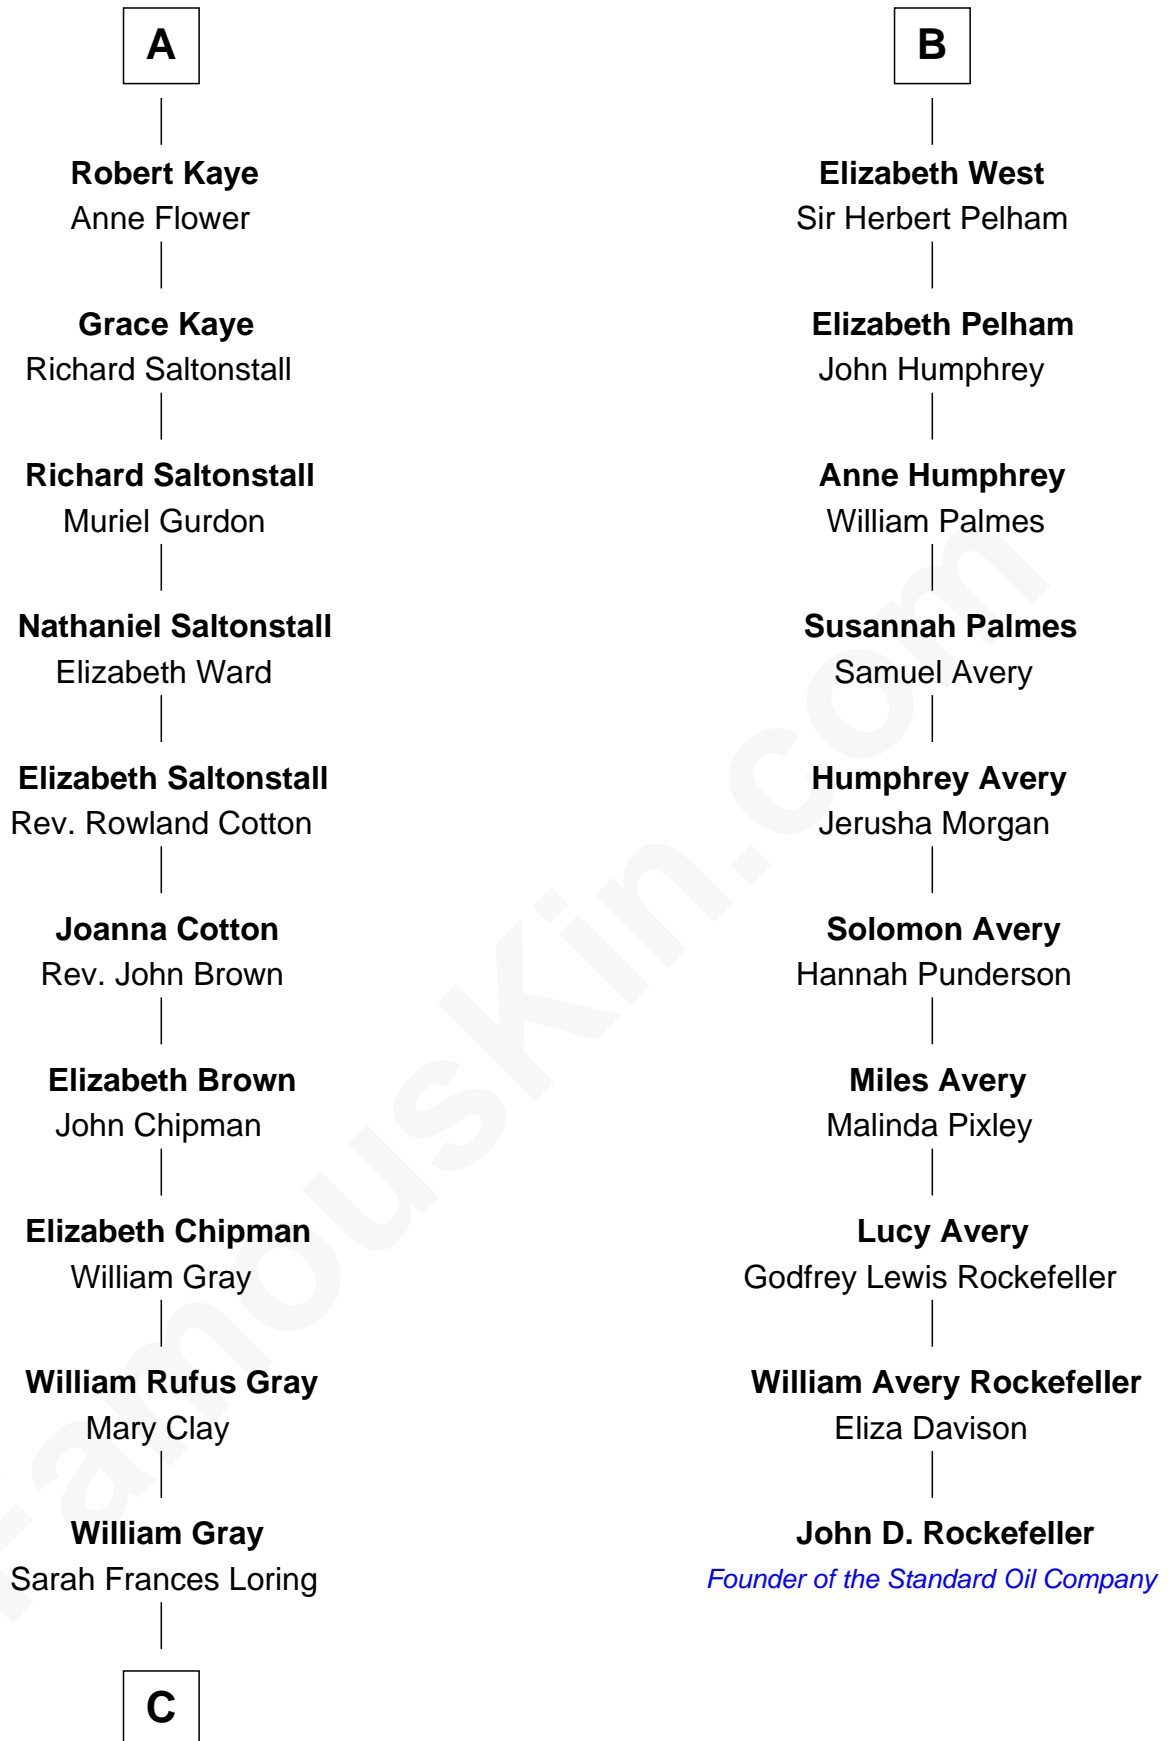 A
Robert Kaye
Anne Flower
Grace Kaye
Richard Saltonstall
Richard Saltonstall
Muriel Gurdon
Nathaniel Saltonstall
Elizabeth Ward
Elizabeth Saltonstall
Rev. Rowland Cotton
Joanna Cotton
Rev. John Brown
Elizabeth Brown
John Chipman
Elizabeth Chipman
William Gray
William Rufus Gray
Mary Clay
William Gray
Sarah Frances Loring
C
B
Elizabeth West
Sir Herbert Pelham
Elizabeth Pelham
John Humphrey
Anne Humphrey
William Palmes
Susannah Palmes
Samuel Avery
Humphrey Avery
Jerusha Morgan
Solomon Avery
Hannah Punderson
Miles Avery
Malinda Pixley
Lucy Avery
Godfrey Lewis Rockefeller
William Avery Rockefeller
Eliza Davison
John D. Rockefeller
Founder of the Standard Oil Company
FamousKin.com